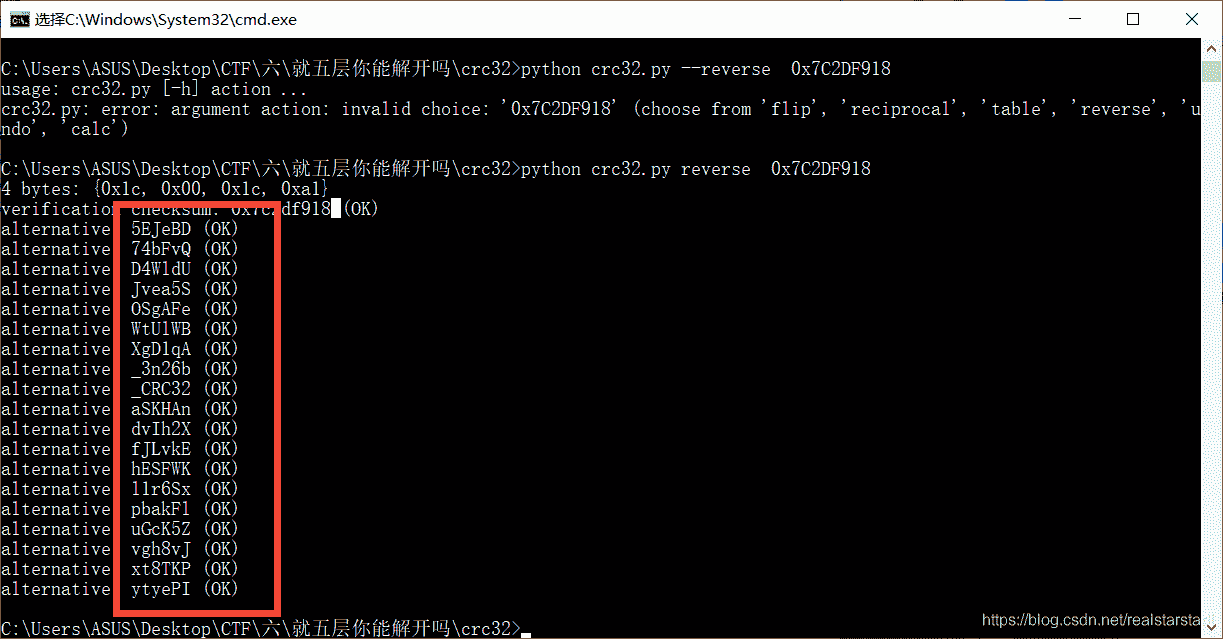 选择C:\Windows\System32\cmd.exe
C:\Users\ASUS\Desktop\CTF\六\就五层你能解开吗\crc32>python crc32.py --reverse  0x7C2DF918
usage: crc32.py [-h] action ...
crc32.py: error: argument action: invalid choice: '0x7C2DF918' (choose from 'flip', 'reciprocal', 'table', 'reverse', 'u
ndo', 'calc')
C:\Users\ASUS\Desktop\CTF\六\就五层你能解开吗\crc32>python crc32.py reverse  0x7C2DF918
4 bytes: {0x1c, 0x00, 0x1c, 0xa1}
verification checksum: 0x7c2df918 (OK)
alternative 5EJeBD (OK)
alternative 74bFvQ (OK)
alternative D4WldU (OK)
alternative Jvea5S (OK)
alternative OSgAFe (OK)
alternative WtUlWB (OK)
alternative XgDlqA (OK)
alternative _3n26b (OK)
alternative _CRC32 (OK)
alternative aSKHAn (OK)
alternative dvIh2X (OK)
alternative fJLvkE (OK)
alternative hESFWK (OK)
alternative llr6Sx (OK)
alternative pbakFl (OK)
alternative uGcK5Z (OK)
alternative vgh8vJ (OK)
alternative xt8TKP (OK)
alternative ytyePI (OK)
C:\Users\ASUS\Desktop\CTF\六\就五层你能解开吗\crc32>
https://blog.csdn.net/realstarstar